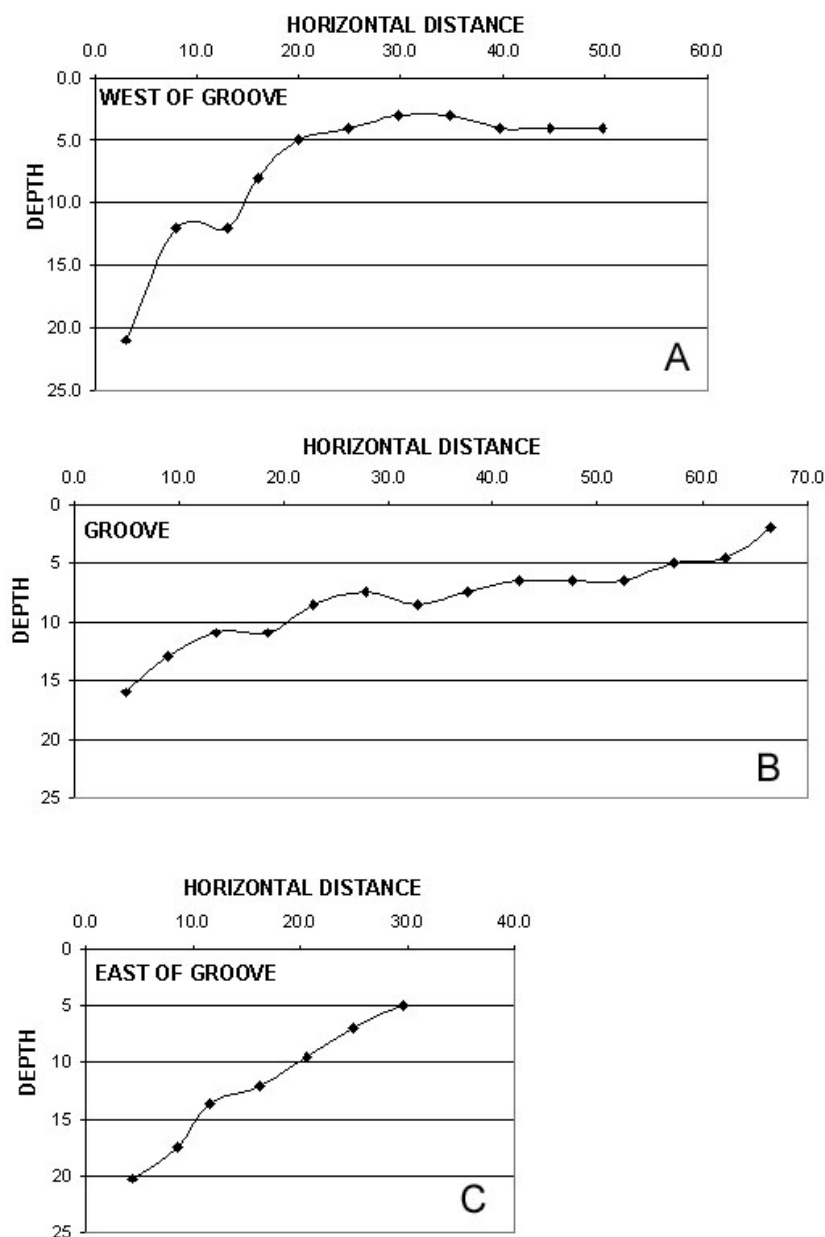 HORIZONTAL DISTANCE
0.0 10.0 20.0 30.0 40.0 50.0 60.0
0.0
WEST OF GROOVE
5.0
DEPTH
10.0
15.0
20.0
A
25.0
HORIZONTAL DISTANCE
0.0 10.0 20.0 30.0 40.0 50.0 60.0 70.0
0
GROOVE
5
DEPTH
10
15
20
B
25
HORIZONTAL DISTANCE
0.0 10.0 20.0 30.0 40.0
0
EAST OF GROOVE
5
DEPTH
10
15
20
C
25